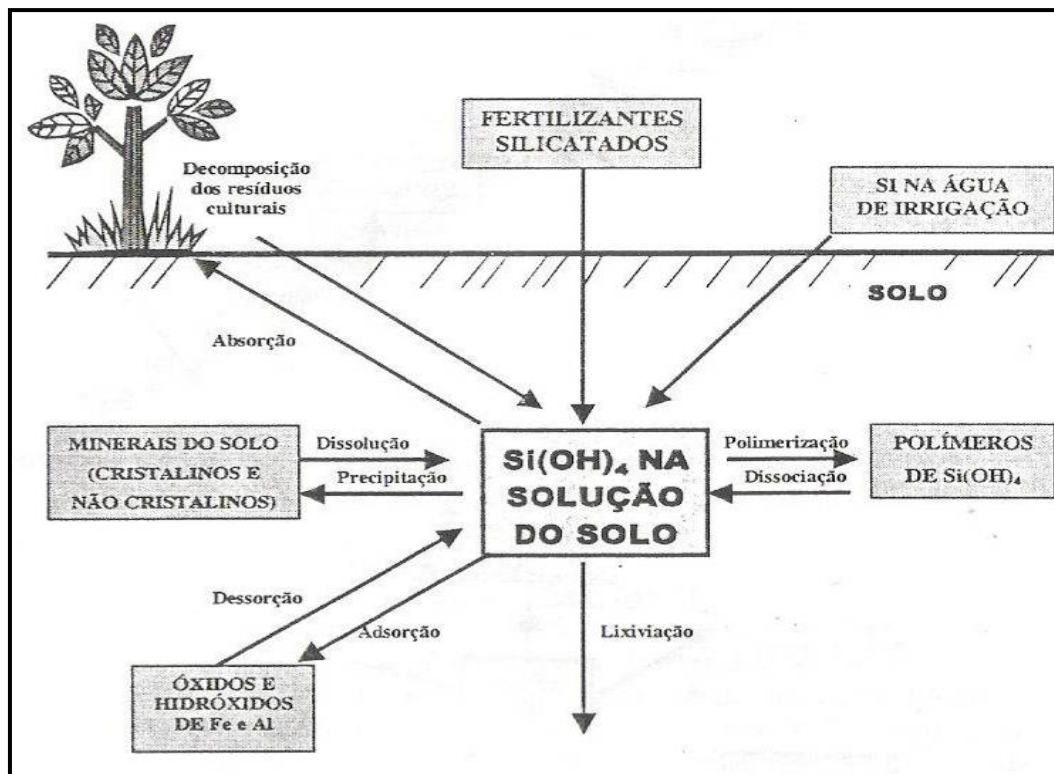 FERTILIZANTES
SILICATADOS
Decomposição
dos resíduos
culturais
SI NA ÁGUA
DE IRRIGAÇÃO
SOLO
Absorção
MINERAIS DO SOLO
(CRISTALINOS E
NÃO CRISTALINOS)
Dissolução
Precipitação
Si(OH)₄ NA
SOLUÇÃO
DO SOLO
Polimerização
Dissociação
POLÍMEROS
DE Si(OH)₄
Dessorção
Adsorção
Lixiviação
ÓXIDOS E
HIDRÓXIDOS
DE Fe e Al